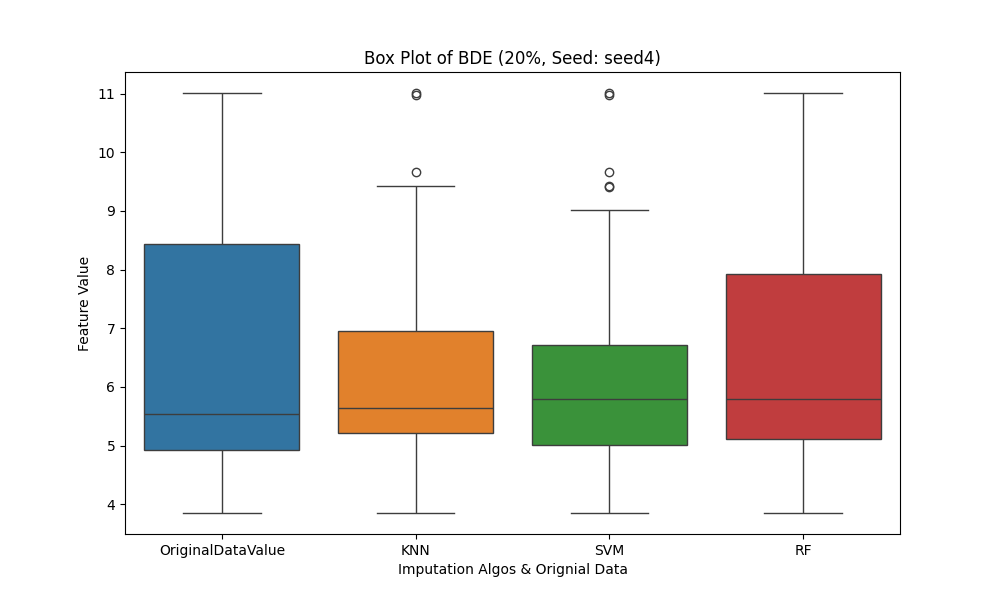 Box Plot of BDE (20%, Seed: seed4)
11
10
9
8
7
6
5
4
Feature Value
OriginalDataValue KNN SVM RF
Imputation Algos & Orignial Data